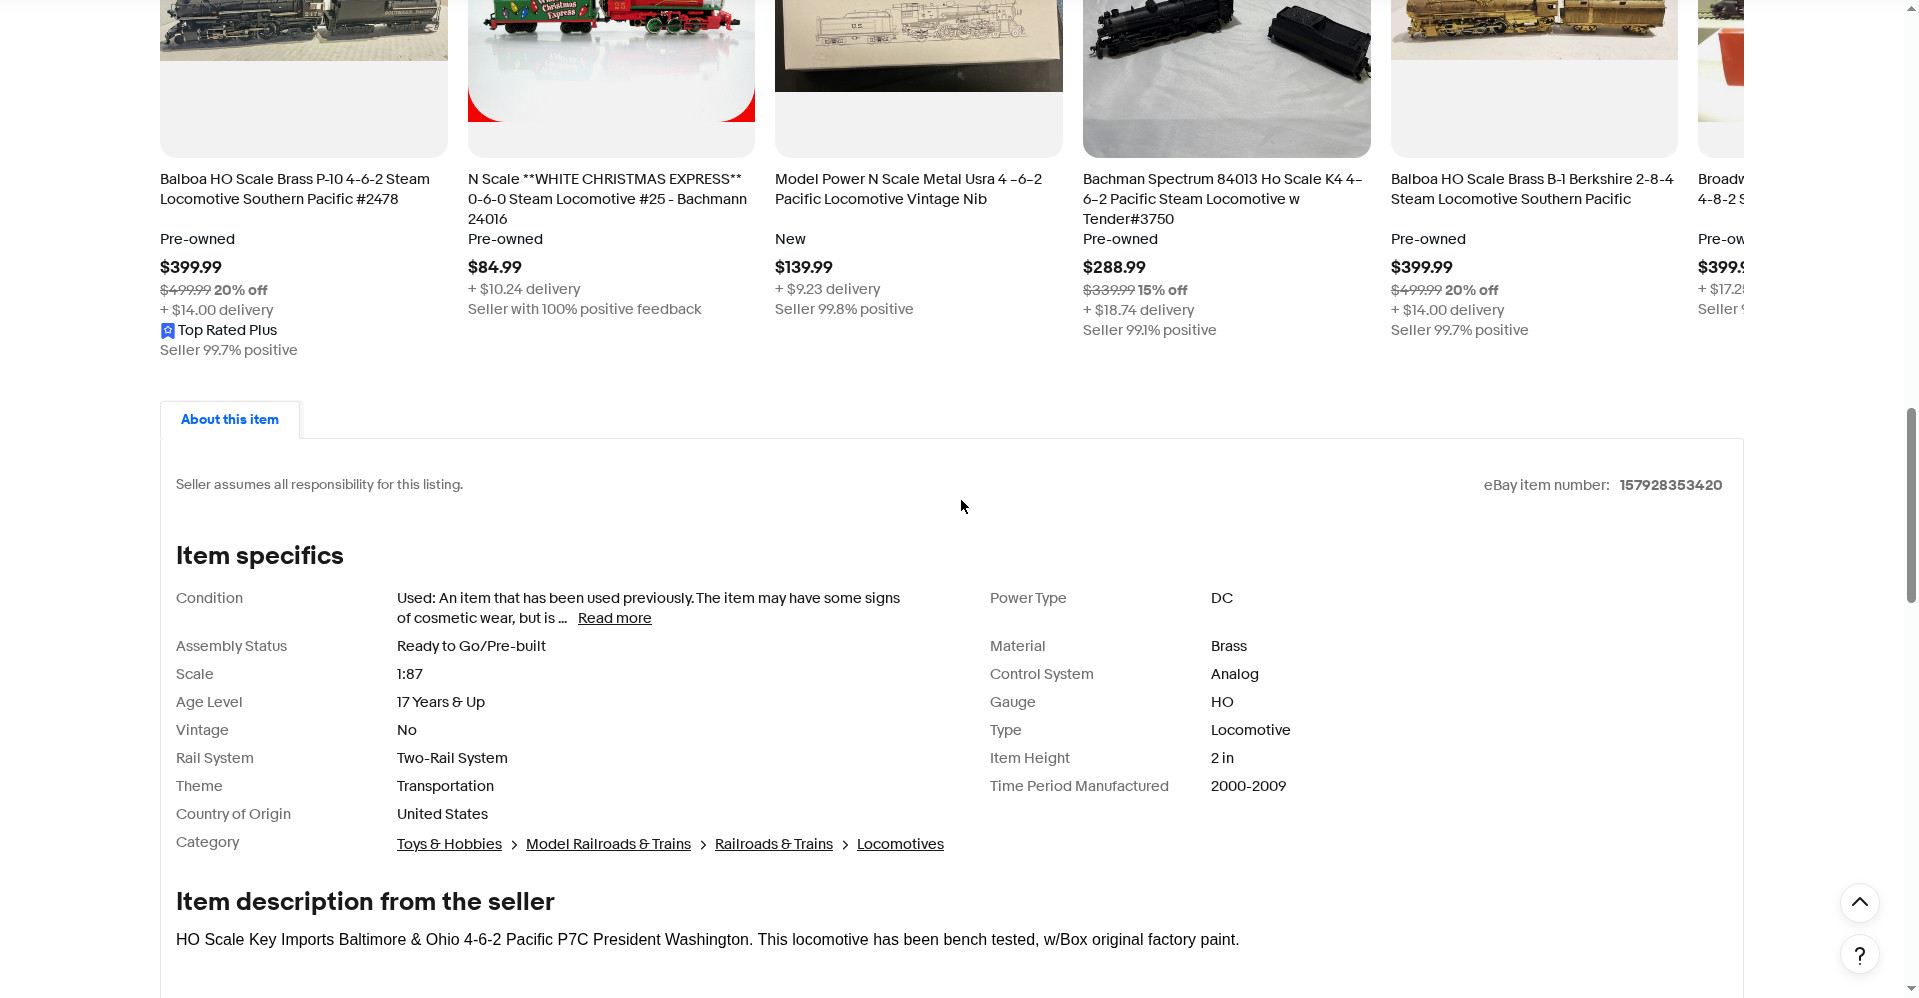 Christmas
Express
25
U.S.
Balboa HO Scale Brass P-10 4-6-2 Steam
Locomotive Southern Pacific #2478
Pre-owned
$399.99
$499.99 20% off
+ $14.00 delivery
Top Rated Plus
Seller 99.7% positive
N Scale **WHITE CHRISTMAS EXPRESS**
0-6-0 Steam Locomotive #25 - Bachmann
24016
Pre-owned
$84.99
+ $10.24 delivery
Seller with 100% positive feedback
Model Power N Scale Metal Usra 4 -6-2
Pacific Locomotive Vintage Nib
New
$139.99
+ $9.23 delivery
Seller 99.8% positive
Bachman Spectrum 84013 Ho Scale K4 4-
6-2 Pacific Steam Locomotive w
Tender#3750
Pre-owned
$288.99
$339.99 15% off
+ $18.74 delivery
Seller 99.1% positive
Balboa HO Scale Brass B-1 Berkshire 2-8-4
Steam Locomotive Southern Pacific
Pre-owned
$399.99
$499.99 20% off
+ $14.00 delivery
Seller 99.7% positive
4-8-2
Seller
About this item
Seller assumes all responsibility for this listing.
eBay item number: 157928353420
Item specifics
Condition
Used: An item that has been used previously. The item may have some signs
of cosmetic wear, but is ... Read more
Power Type
DC
Assembly Status
Ready to Go/Pre-built
Material
Brass
Scale
1:87
Control System
Analog
Age Level
17 Years & Up
Gauge
HO
Vintage
No
Type
Locomotive
Rail System
Two-Rail System
Item Height
2 in
Theme
Transportation
Time Period Manufactured
2000-2009
Country of Origin
United States
Category
Toys & Hobbies > Model Railroads & Trains > Railroads & Trains > Locomotives
Item description from the seller
HO Scale Key Imports Baltimore & Ohio 4-6-2 Pacific P7C President Washington. This locomotive has been bench tested, w/Box original factory paint.
?